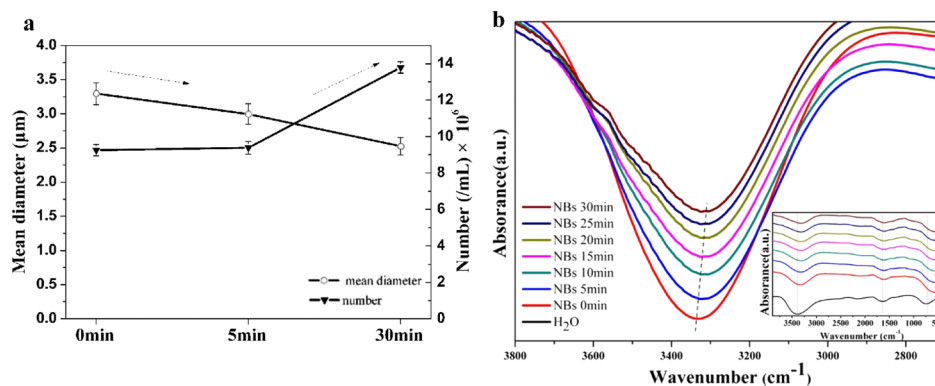 a
4.0
3.5
3.0
2.5
2.0
1.5
1.0
0.5
0.0
Mean diameter (µm)
0min
5min
30min
mean diameter
number
14
12
10
8
6
4
2
0
Number (/mL) × 10⁶
b
Absorance(a.u.)
NBs 30min
NBs 25min
NBs 20min
NBs 15min
NBs 10min
NBs 5min
NBs 0min
H₂O
3800
3600
3400
3200
3000
2800
Wavenumber (cm⁻¹)
Absorance(a.u.)
3500
3000
2500
2000
1500
1000
Wavenumber (cm⁻¹)